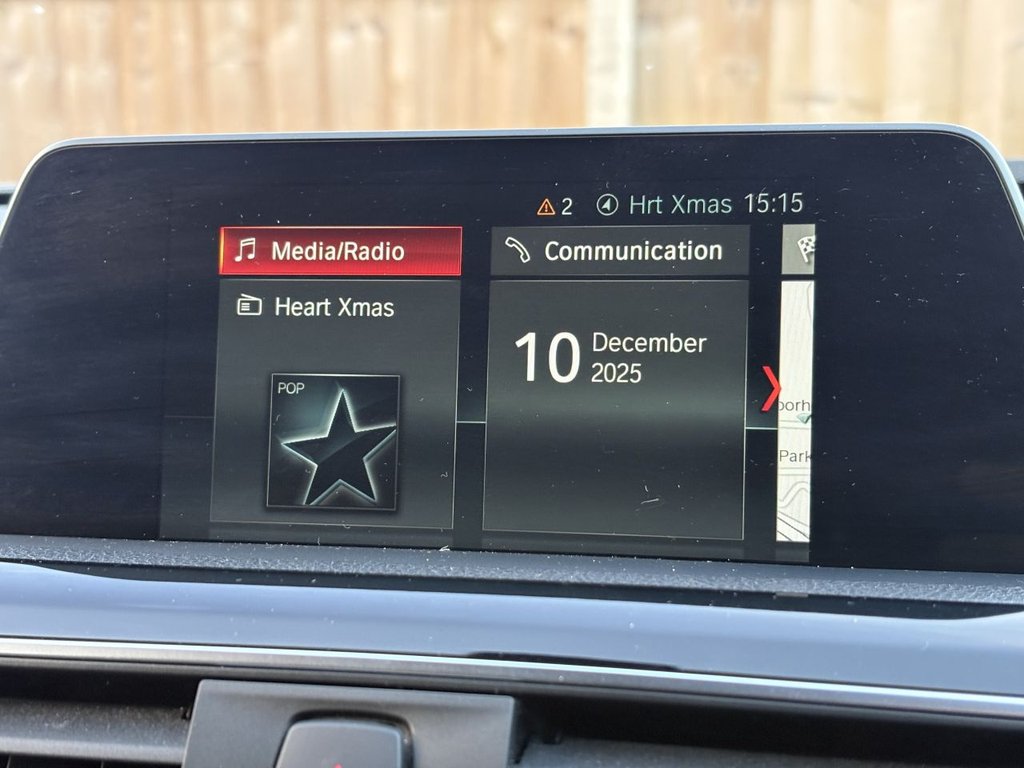 2 Hrt Xmas 15:15
Media/Radio
Communication
Heart Xmas
POP
10 December
2025
Park